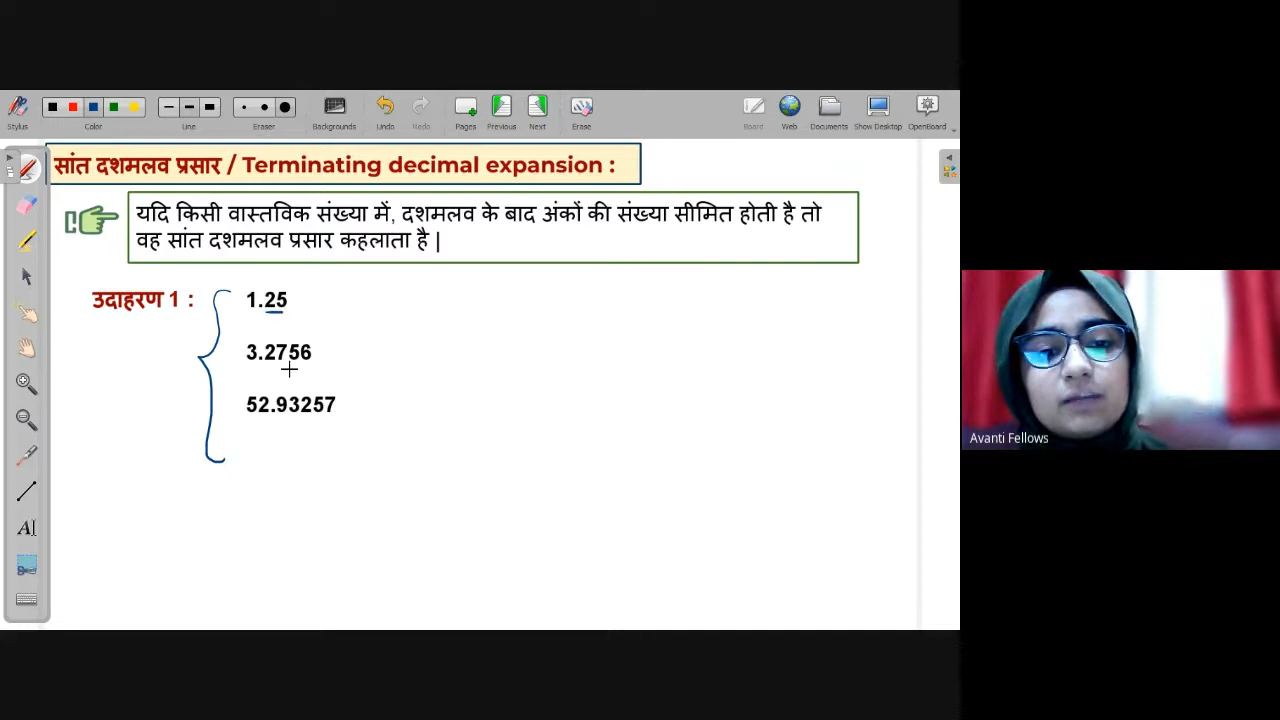 Stylus
Color
Line
Eraser
Backgrounds
Undo
Redo
Pages
Previous
Next
Erase
Board
Web
Documents
Show Desktop
OpenBoard
सांत दशमलव प्रसार / Terminating decimal expansion :
यदि किसी वास्तविक संख्या में, दशमलव के बाद अंकों की संख्या सीमित होती है तो
वह सांत दशमलव प्रसार कहलाता है |
उदाहरण 1 : 1.25
3.2756
52.93257
Avanti Fellows